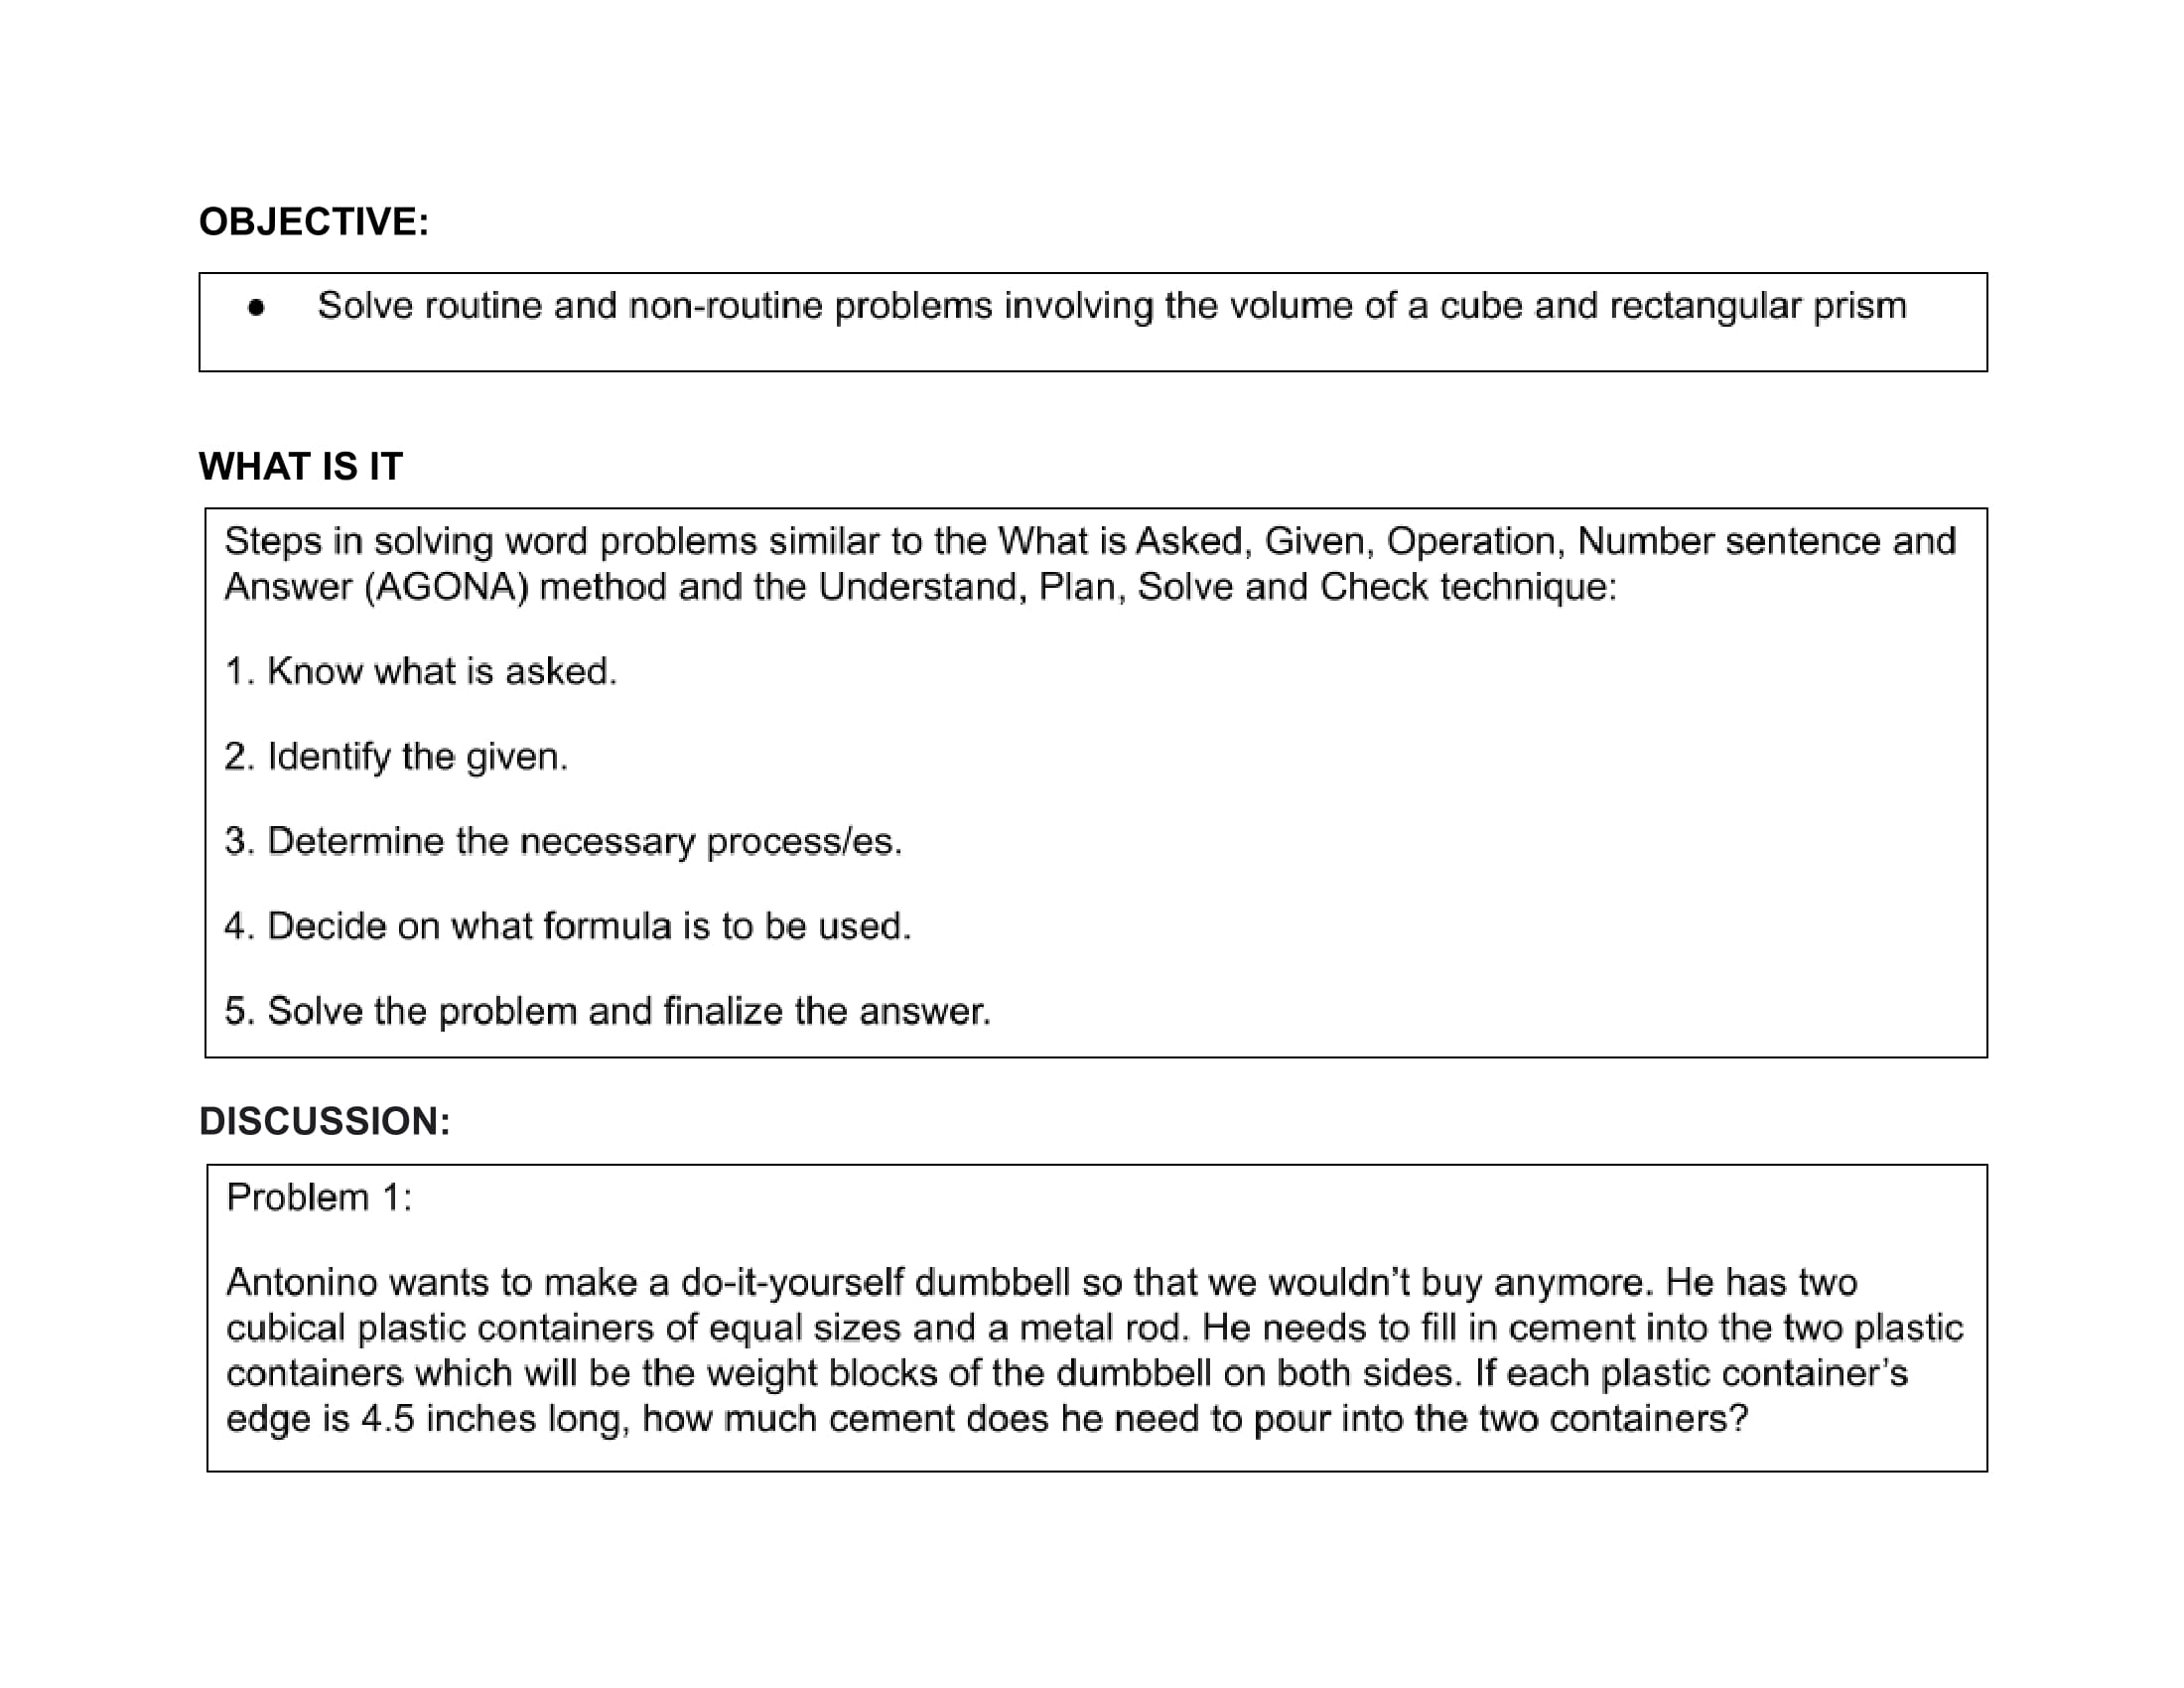 OBJECTIVE:
● Solve routine and non-routine problems involving the volume of a cube and rectangular prism
WHAT IS IT
Steps in solving word problems similar to the What is Asked, Given, Operation, Number sentence and
Answer (AGONA) method and the Understand, Plan, Solve and Check technique:
1. Know what is asked.
2. Identify the given.
3. Determine the necessary process/es.
4. Decide on what formula is to be used.
5. Solve the problem and finalize the answer.
DISCUSSION:
Problem 1:
Antonino wants to make a do-it-yourself dumbbell so that we wouldn’t buy anymore. He has two
cubical plastic containers of equal sizes and a metal rod. He needs to fill in cement into the two plastic
containers which will be the weight blocks of the dumbbell on both sides. If each plastic container’s
edge is 4.5 inches long, how much cement does he need to pour into the two containers?